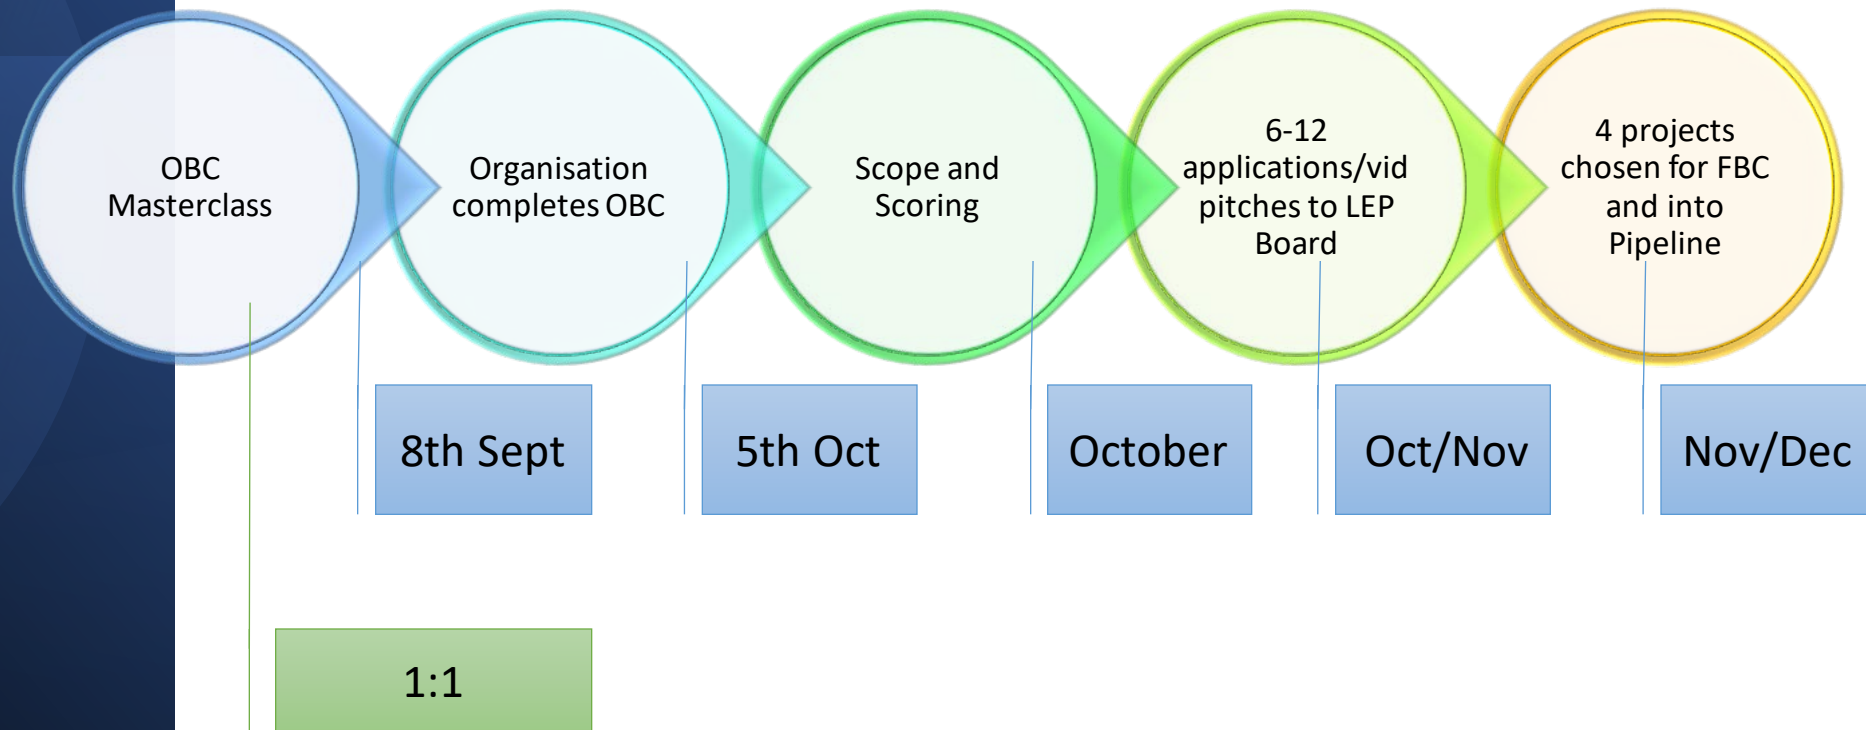 OBC
Masterclass
Organisation
completes OBC
Scope and
Scoring
6-12
applications/vid
pitches to LEP
Board
4 projects
chosen for FBC
and into
Pipeline
8th Sept
5th Oct
October
Oct/Nov
Nov/Dec
1:1